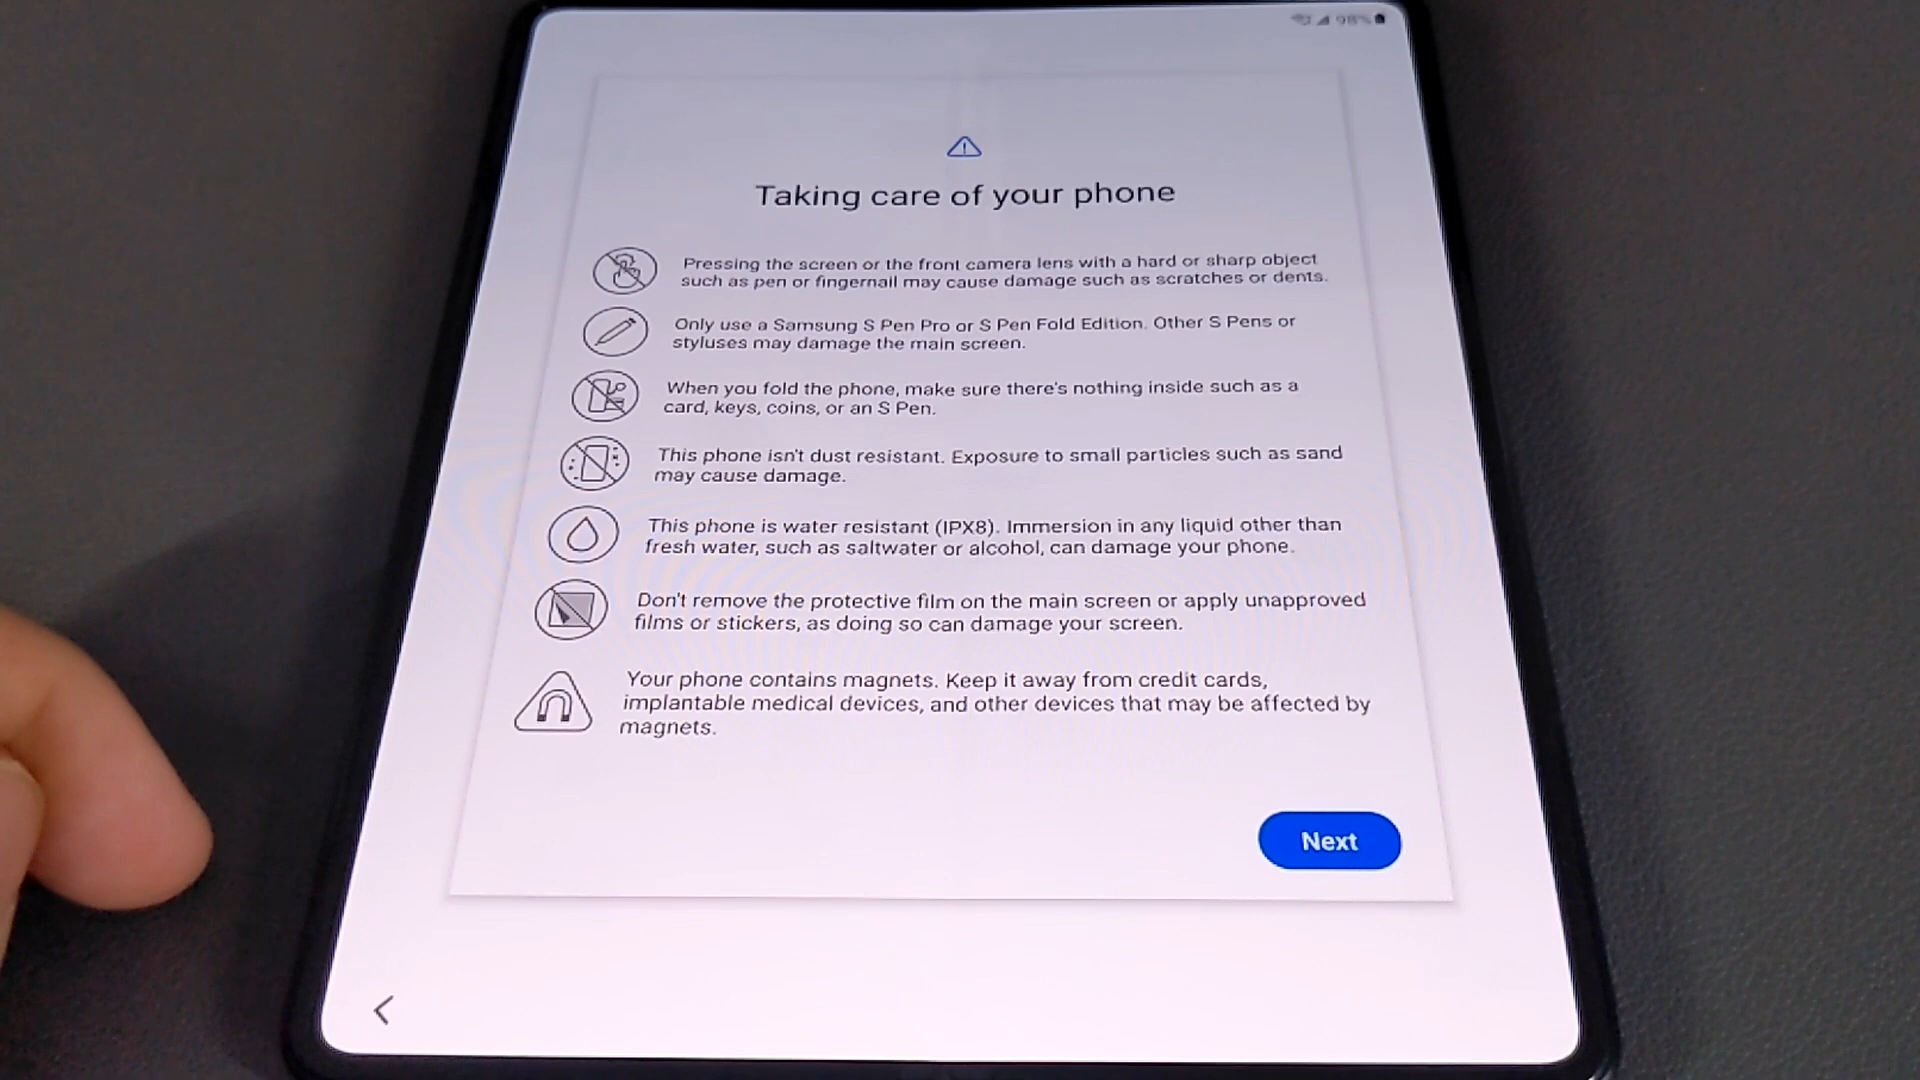 98%
Taking care of your phone
Pressing the screen or the front camera lens with a hard or sharp object
such as pen or fingernail may cause damage such as scratches or dents.
Only use a Samsung S Pen Pro or S Pen Fold Edition. Other S Pens or
styluses may damage the main screen.
When you fold the phone, make sure there's nothing inside such as a
card, keys, coins, or an S Pen.
This phone isn't dust resistant. Exposure to small particles such as sand
may cause damage.
This phone is water resistant (IPX8). Immersion in any liquid other than
fresh water, such as saltwater or alcohol, can damage your phone.
Don't remove the protective film on the main screen or apply unapproved
films or stickers, as doing so can damage your screen.
Your phone contains magnets. Keep it away from credit cards,
implantable medical devices, and other devices that may be affected by
magnets.
Next